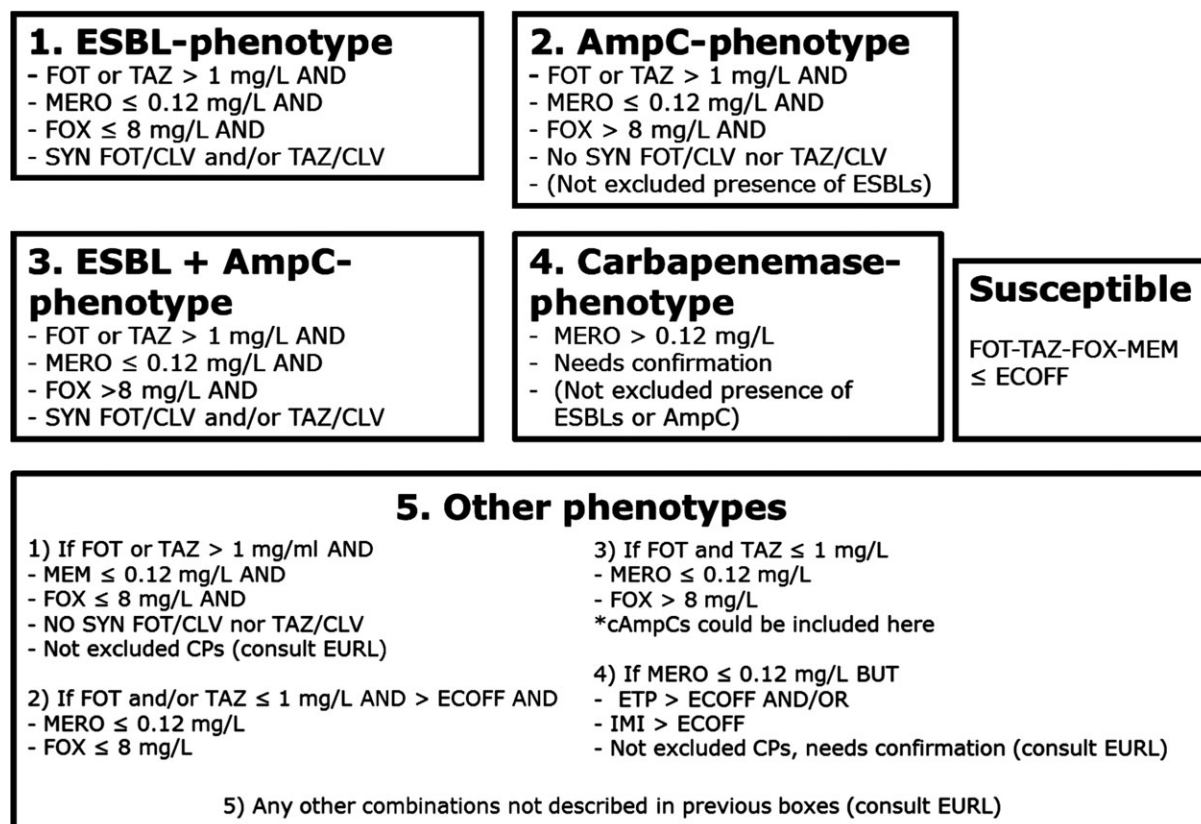 1. ESBL-phenotype
- FOT or TAZ > 1 mg/L AND
- MERO ≤ 0.12 mg/L AND
- FOX ≤ 8 mg/L AND
- SYN FOT/CLV and/or TAZ/CLV
2. AmpC-phenotype
- FOT or TAZ > 1 mg/L AND
- MERO ≤ 0.12 mg/L AND
- FOX > 8 mg/L AND
- No SYN FOT/CLV nor TAZ/CLV
- (Not excluded presence of ESBLs)
3. ESBL + AmpC-
phenotype
- FOT or TAZ > 1 mg/L AND
- MERO ≤ 0.12 mg/L AND
- FOX >8 mg/L AND
- SYN FOT/CLV and/or TAZ/CLV
4. Carbapenemase-
phenotype
- MERO > 0.12 mg/L
- Needs confirmation
- (Not excluded presence of
ESBLs or AmpC)
Susceptible
FOT-TAZ-FOX-MEM
≤ ECOFF
5. Other phenotypes
1) If FOT or TAZ > 1 mg/ml AND
- MEM ≤ 0.12 mg/L AND
- FOX ≤ 8 mg/L AND
- NO SYN FOT/CLV nor TAZ/CLV
- Not excluded CPs (consult EURL)
2) If FOT and/or TAZ ≤ 1 mg/L AND > ECOFF AND
- MERO ≤ 0.12 mg/L
- FOX ≤ 8 mg/L
3) If FOT and TAZ ≤ 1 mg/L
- MERO ≤ 0.12 mg/L
- FOX > 8 mg/L
*cAmpCs could be included here
4) If MERO ≤ 0.12 mg/L BUT
- ETP > ECOFF AND/OR
- IMI > ECOFF
- Not excluded CPs, needs confirmation (consult EURL)
5) Any other combinations not described in previous boxes (consult EURL)